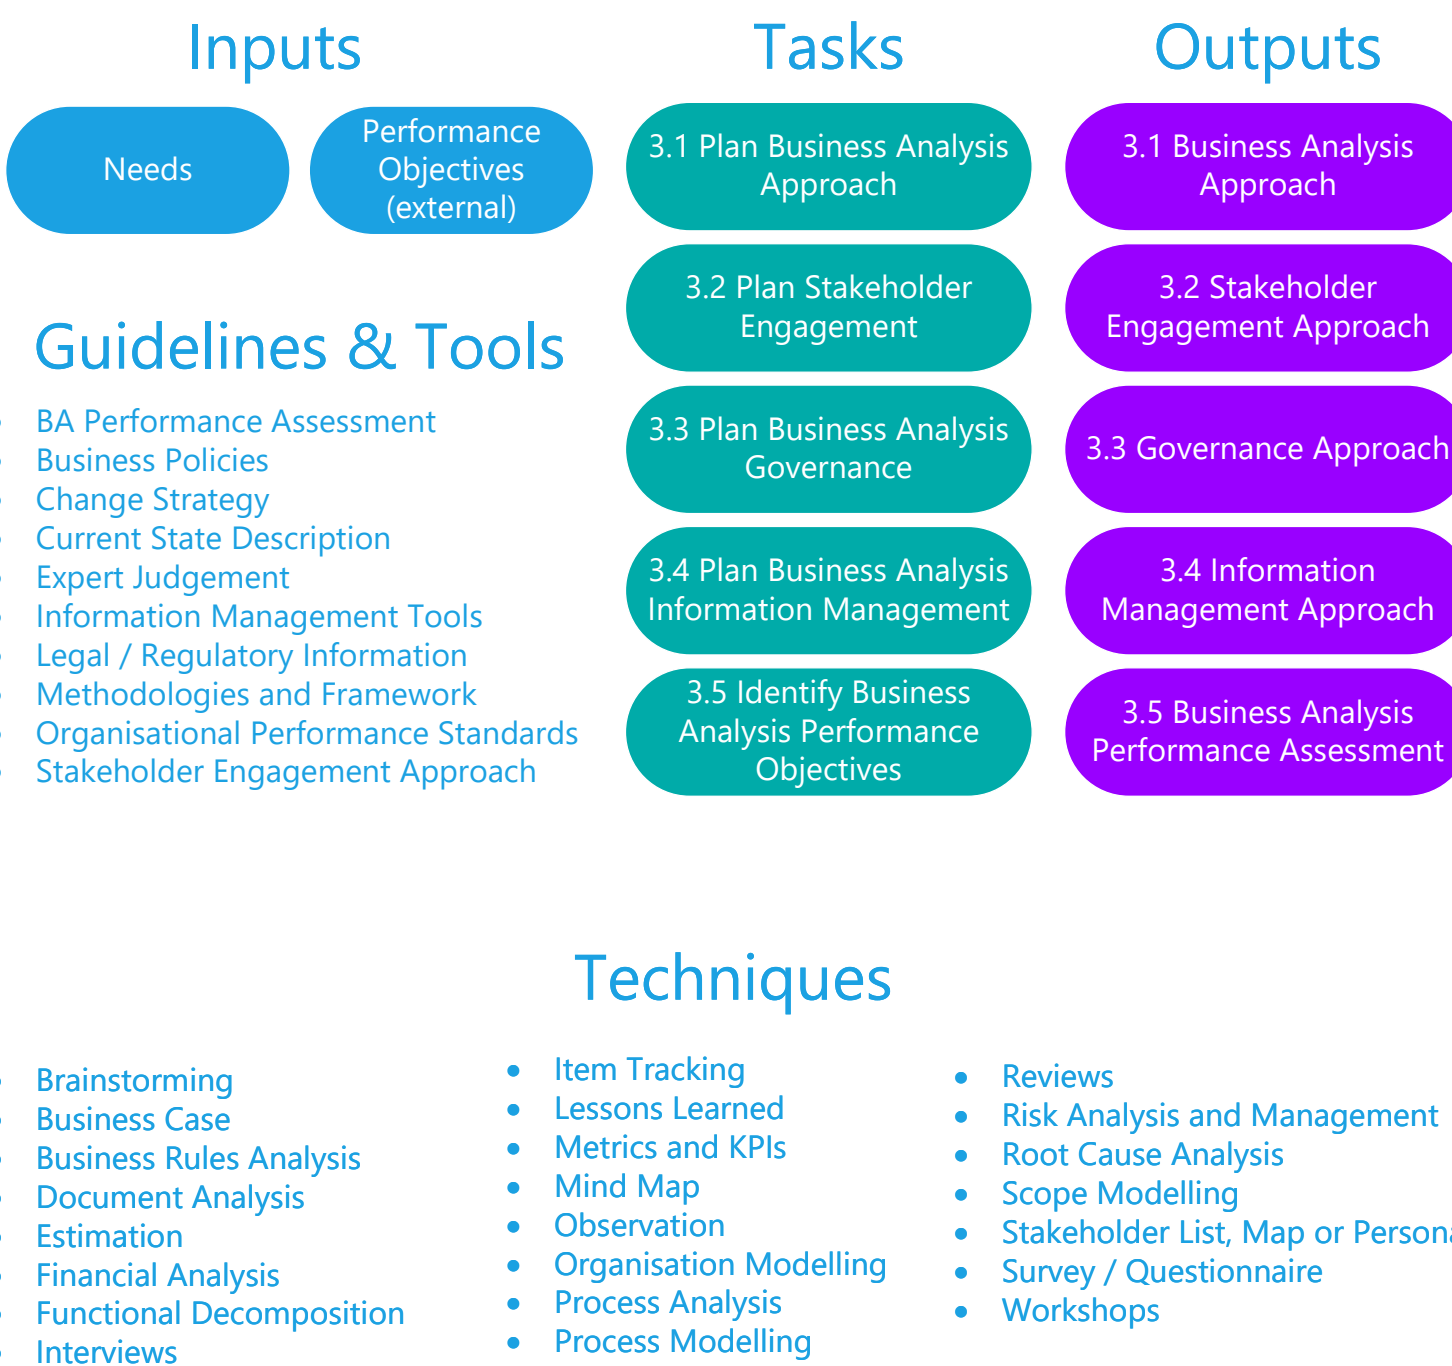 Inputs
Needs
Performance
Objectives
(external)
Guidelines & Tools
• BA Performance Assessment
• Business Policies
• Change Strategy
• Current State Description
• Expert Judgement
• Information Management Tools
• Legal / Regulatory Information
• Methodologies and Framework
• Organisational Performance Standards
• Stakeholder Engagement Approach
Tasks
3.1 Plan Business Analysis
Approach
3.2 Plan Stakeholder
Engagement
3.3 Plan Business Analysis
Governance
3.4 Plan Business Analysis
Information Management
3.5 Identify Business
Analysis Performance
Objectives
Outputs
3.1 Business Analysis
Approach
3.2 Stakeholder
Engagement Approach
3.3 Governance Approach
3.4 Information
Management Approach
3.5 Business Analysis
Performance Assessment
Techniques
• Brainstorming
• Business Case
• Business Rules Analysis
• Document Analysis
• Estimation
• Financial Analysis
• Functional Decomposition
• Interviews
• Item Tracking
• Lessons Learned
• Metrics and KPIs
• Mind Map
• Observation
• Organisation Modelling
• Process Analysis
• Process Modelling
• Reviews
• Risk Analysis and Management
• Root Cause Analysis
• Scope Modelling
• Stakeholder List, Map or Persona
• Survey / Questionnaire
• Workshops